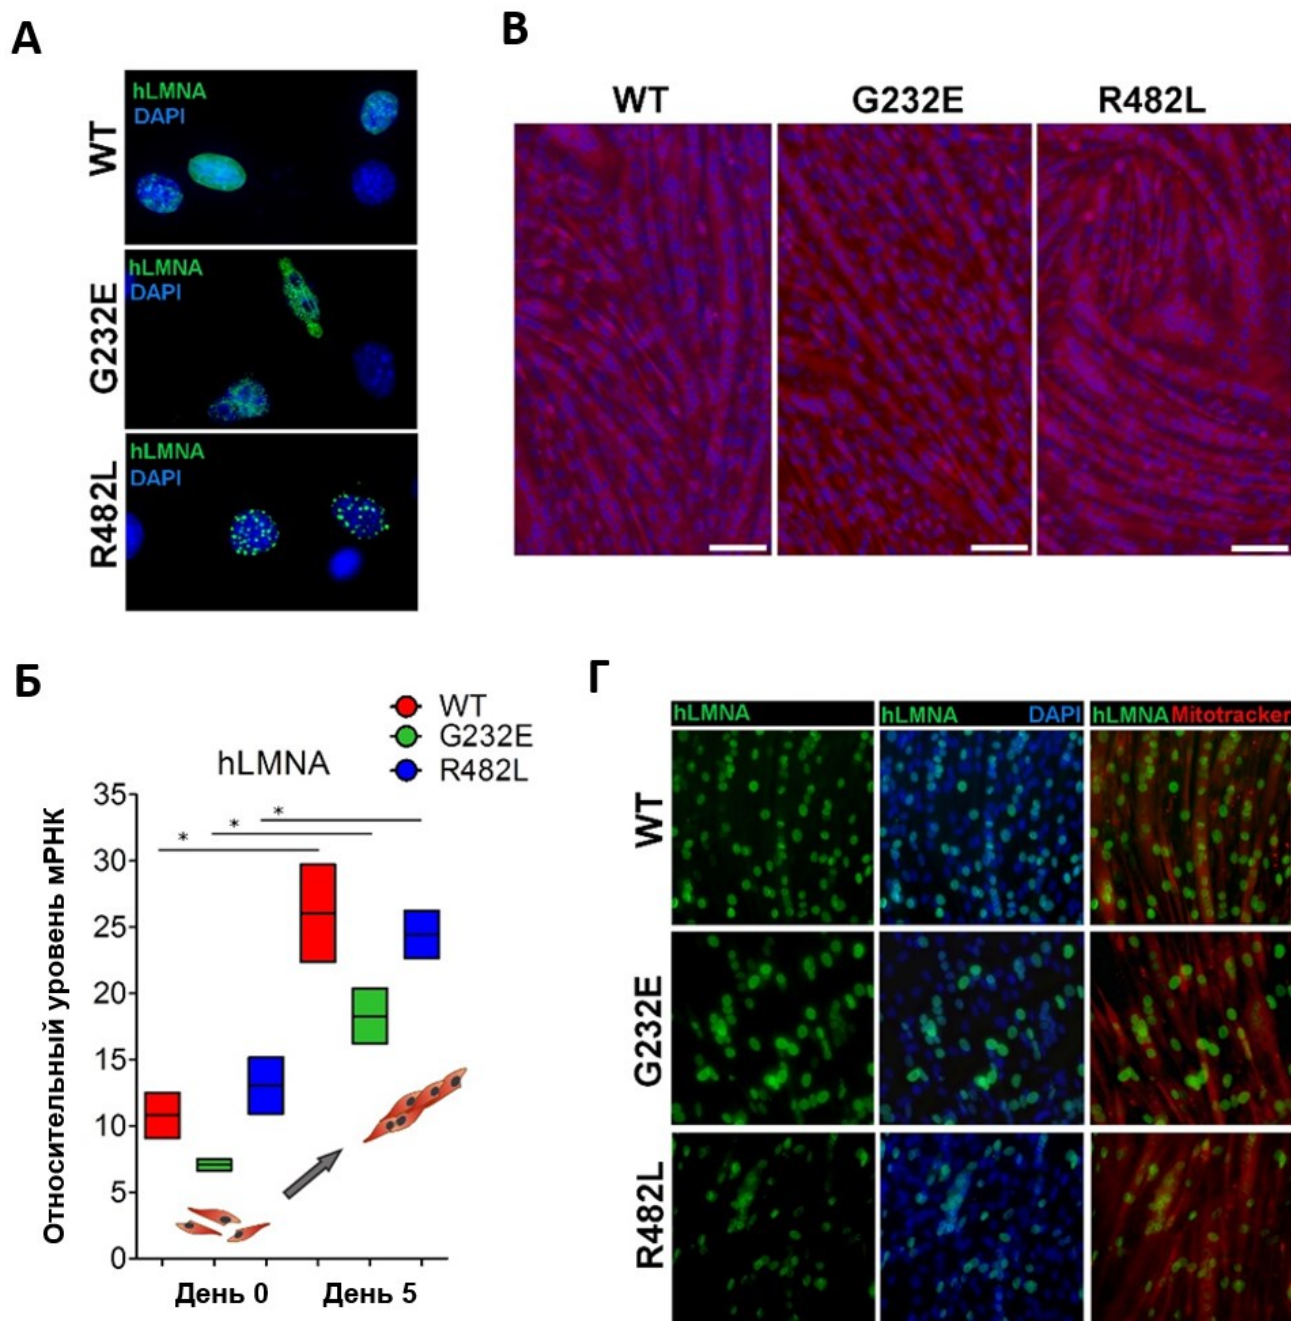 А
hLMNA
DAPI
WT
hLMNA
DAPI
G232E
hLMNA
DAPI
R482L
В
WT
G232E
R482L
Б
WT
G232E
R482L
hLMNA
Относительный уровень мРНК
35
30
25
20
15
10
5
0
*
*
*
День 0
День 5
Г
hLMNA
hLMNA DAPI
hLMNA Mitotracker
WT
G232E
R482L